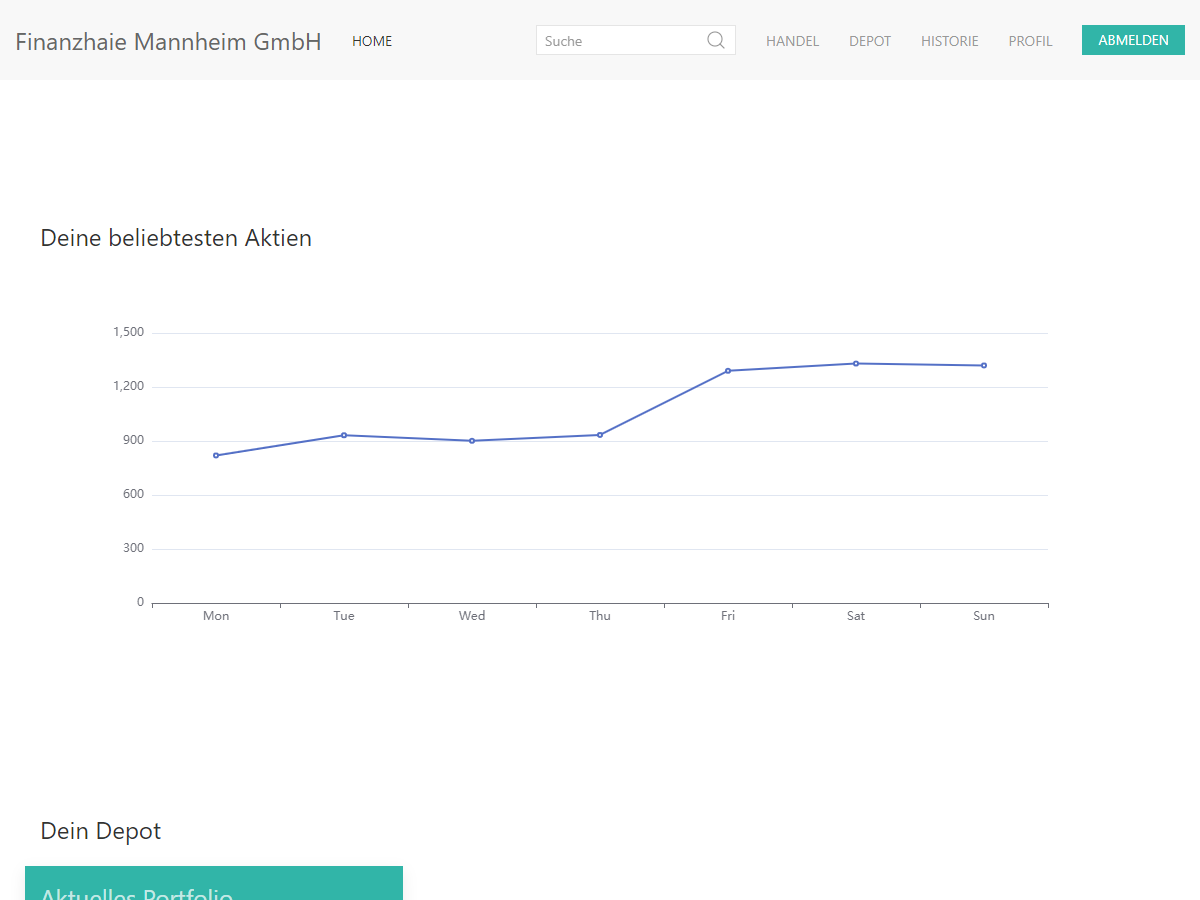 Finanzhaie Mannheim GmbH HOME Suche HANDEL DEPOT HISTORIE PROFIL ABMELDEN
Deine beliebtesten Aktien
1,500
1,200
900
600
300
0
Mon Tue Wed Thu Fri Sat Sun
Dein Depot
Aktuelles Portfolio